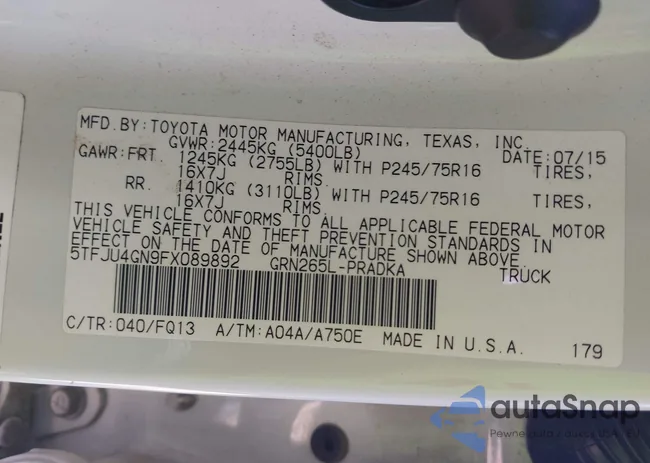 MFD.BY:TOYOTA MOTOR MANUFACTURING, TEXAS, INC.
GVWR:2445KG (5400LB) DATE:07/15
GAWR:FRT. 1245KG (2755LB) WITH P245/75R16 TIRES,
16X7J RIMS.
RR. 1410KG (3110LB) WITH P245/75R16 TIRES,
16X7J RIMS.
THIS VEHICLE CONFORMS TO ALL APPLICABLE FEDERAL MOTOR
VEHICLE SAFETY AND THEFT PREVENTION STANDARDS IN
EFFECT ON THE DATE OF MANUFACTURE SHOWN ABOVE.
5TFJU4GN9FX089892 GRN265L-PRADKA TRUCK
C/TR:040/FQ13 A/TM:A04A/A750E MADE IN U.S.A. 179
autoSnap
Pewne auta z USA